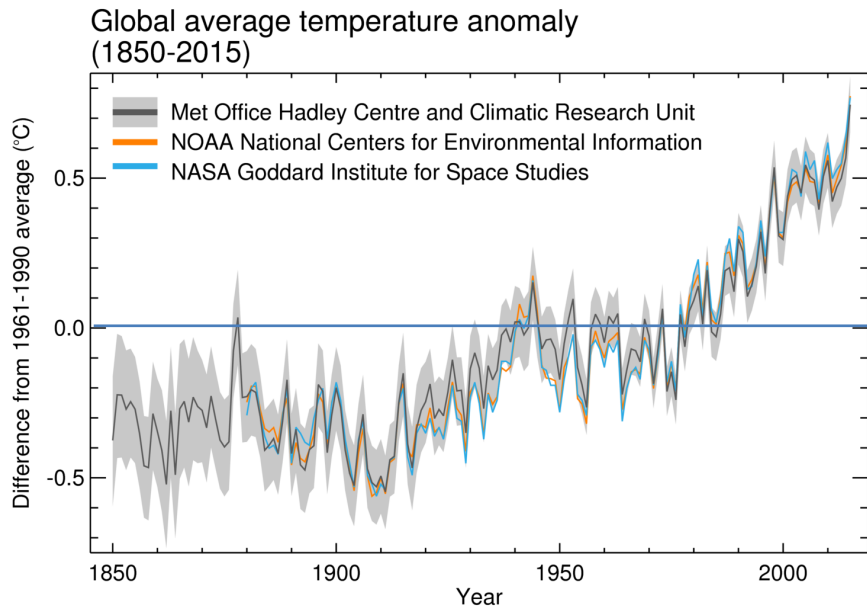 Global average temperature anomaly
(1850-2015)
Met Office Hadley Centre and Climatic Research Unit
NOAA National Centers for Environmental Information
NASA Goddard Institute for Space Studies
Difference from 1961-1990 average (°C)
0.5
0.0
-0.5
1850
1900
1950
2000
Year